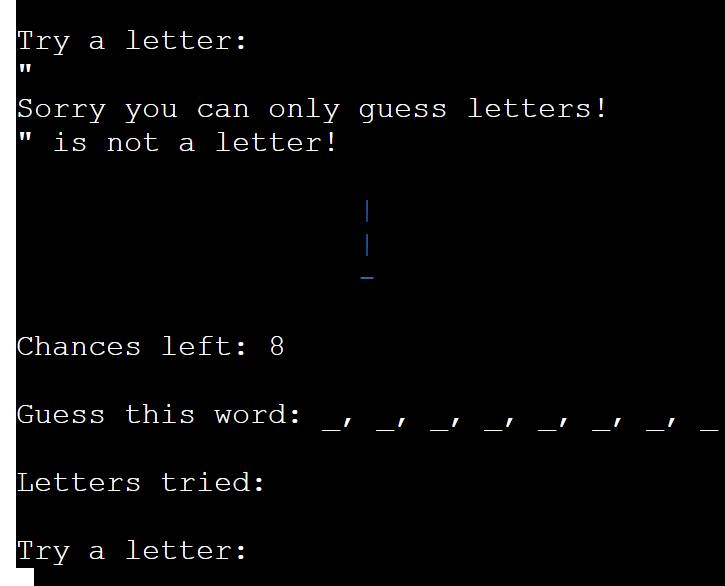 Try a letter:
"
Sorry you can only guess letters!
" is not a letter!
|
|
_
Chances left: 8
Guess this word: _, _, _, _, _, _, _, _
Letters tried:
Try a letter: